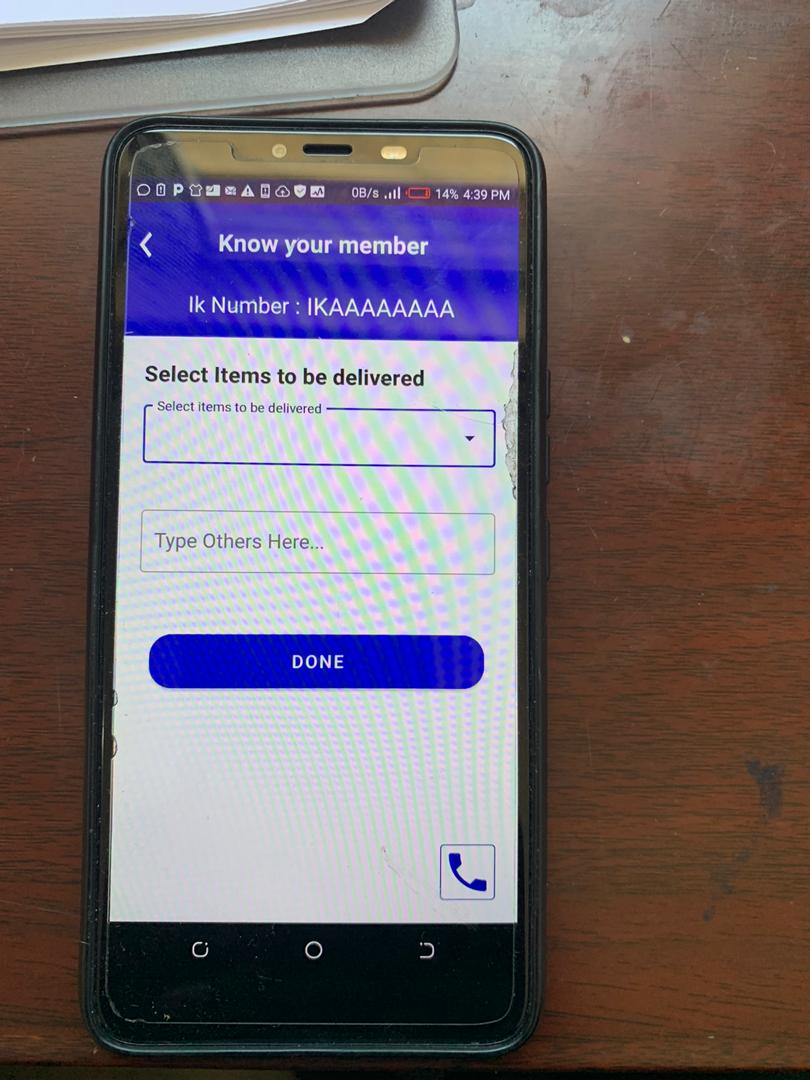 0B/s 14% 4:39 PM
Know your member
Ik Number : IKAAAAAAAA
Select Items to be delivered
Select items to be delivered
Type Others Here...
DONE